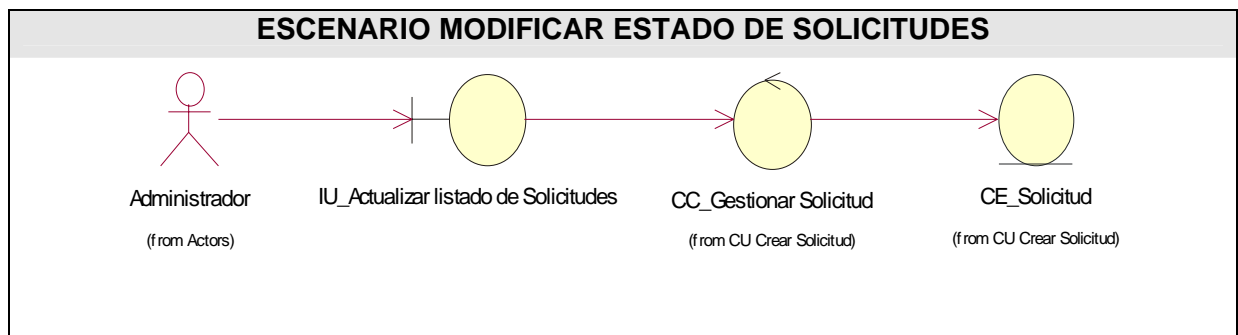 ESCENARIO MODIFICAR ESTADO DE SOLICITUDES
Administrador
(from Actors)
IU_Actualizar listado de Solicitudes
CC_Gestionar Solicitud
(from CU Crear Solicitud)
CE_Solicitud
(from CU Crear Solicitud)